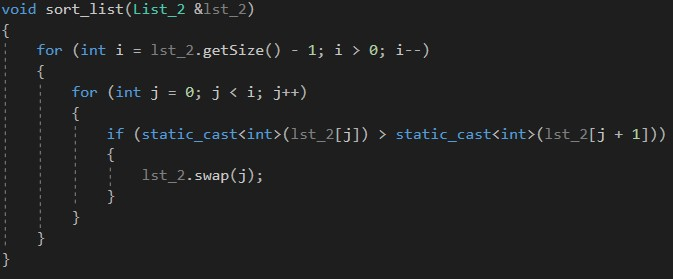 void sort_list(List_2 &lst_2)
{
    for (int i = lst_2.getSize() - 1; i > 0; i--)
    {
        for (int j = 0; j < i; j++)
        {
            if (static_cast<int>(lst_2[j]) > static_cast<int>(lst_2[j + 1]))
            {
                lst_2.swap(j);
            }
        }
    }
}